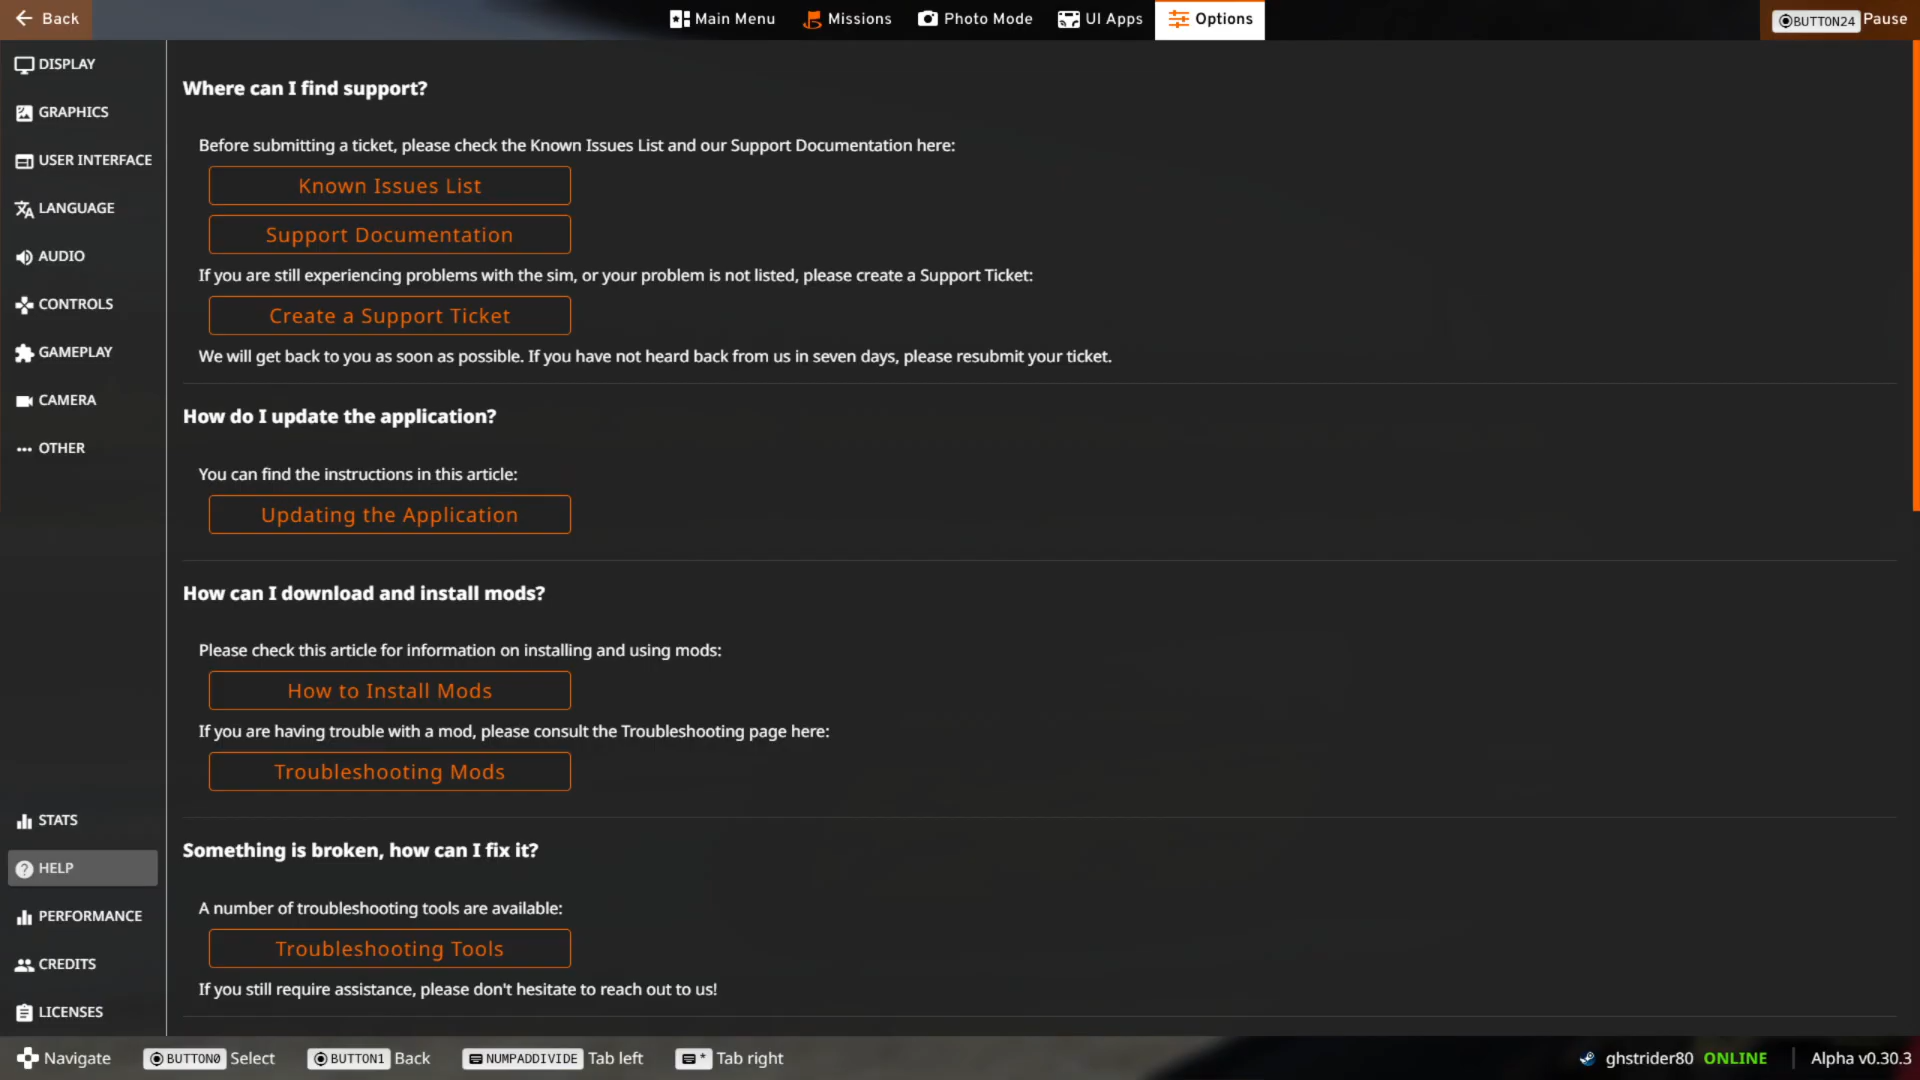 Back
Main Menu
Missions
Photo Mode
UI Apps
Options
BUTTON24 Pause
DISPLAY
GRAPHICS
USER INTERFACE
LANGUAGE
AUDIO
CONTROLS
GAMEPLAY
CAMERA
OTHER
STATS
HELP
PERFORMANCE
CREDITS
LICENSES
Where can I find support?
Before submitting a ticket, please check the Known Issues List and our Support Documentation here:
Known Issues List
Support Documentation
If you are still experiencing problems with the sim, or your problem is not listed, please create a Support Ticket:
Create a Support Ticket
We will get back to you as soon as possible. If you have not heard back from us in seven days, please resubmit your ticket.
How do I update the application?
You can find the instructions in this article:
Updating the Application
How can I download and install mods?
Please check this article for information on installing and using mods:
How to Install Mods
If you are having trouble with a mod, please consult the Troubleshooting page here:
Troubleshooting Mods
Something is broken, how can I fix it?
A number of troubleshooting tools are available:
Troubleshooting Tools
If you still require assistance, please don't hesitate to reach out to us!
Navigate
BUTTON0 Select
BUTTON1 Back
NUMPADDIVIDE Tab left
* Tab right
ghstrider80 ONLINE
Alpha v0.30.3